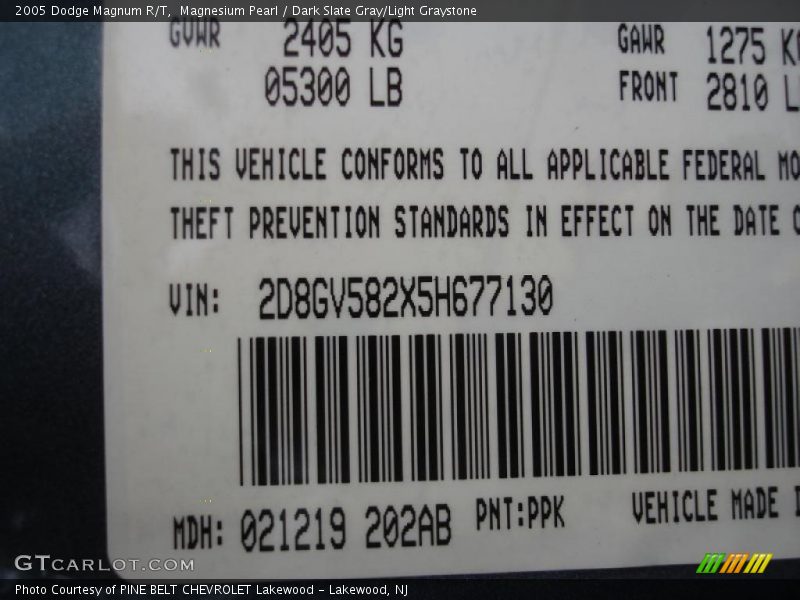 2005 Dodge Magnum R/T, Magnesium Pearl / Dark Slate Gray/Light Graystone
GVWR 2405 KG GAWR 1275 KG
05300 LB FRONT 2810 L
THIS VEHICLE CONFORMS TO ALL APPLICABLE FEDERAL MO
THEFT PREVENTION STANDARDS IN EFFECT ON THE DATE O
VIN: 2D8GV582X5H677130
MDH: 021219 202AB PNT:PPK VEHICLE MADE I
GTCARLOT.COM
Photo Courtesy of PINE BELT CHEVROLET Lakewood - Lakewood, NJ